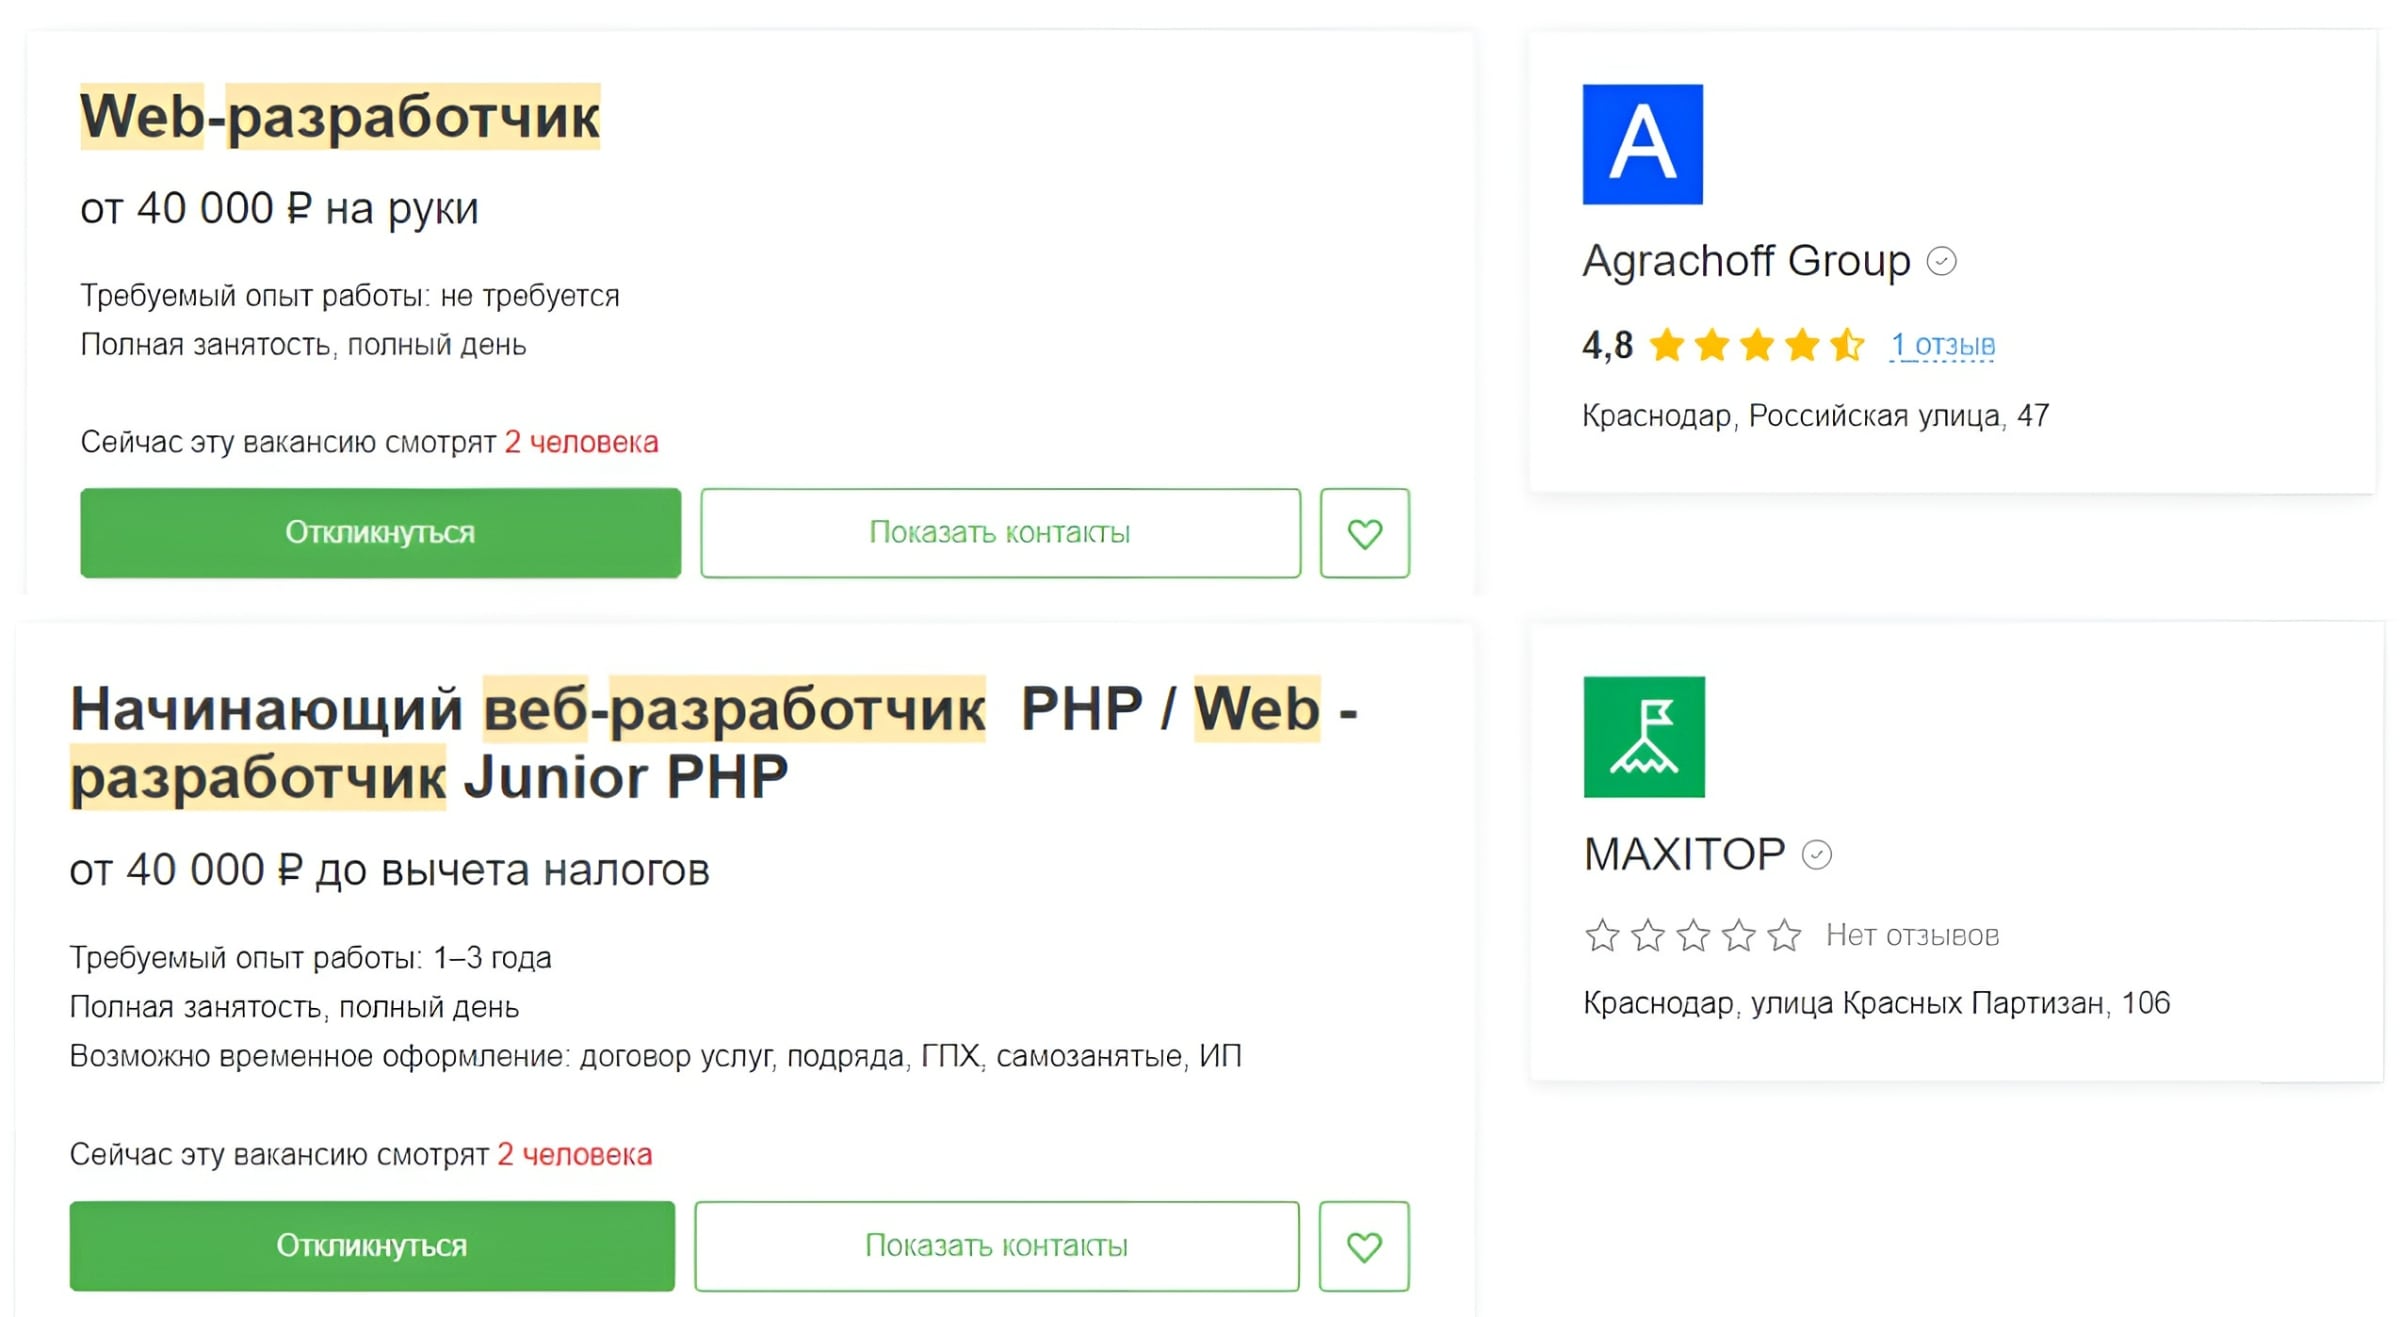 Web-разработчик
от 40 000 ₽ на руки
Требуемый опыт работы: не требуется
Полная занятость, полный день
Сейчас эту вакансию смотрят 2 человека
Откликнуться
Показать контакты
A
Agrachoff Group
4,8
1 отзыв
Краснодар, Российская улица, 47
Начинающий веб-разработчик PHP / Web -
разработчик Junior PHP
от 40 000 ₽ до вычета налогов
Требуемый опыт работы: 1–3 года
Полная занятость, полный день
Возможно временное оформление: договор услуг, подряда, ГПХ, самозанятые, ИП
Сейчас эту вакансию смотрят 2 человека
Откликнуться
Показать контакты
MAXITOP
Нет отзывов
Краснодар, улица Красных Партизан, 106